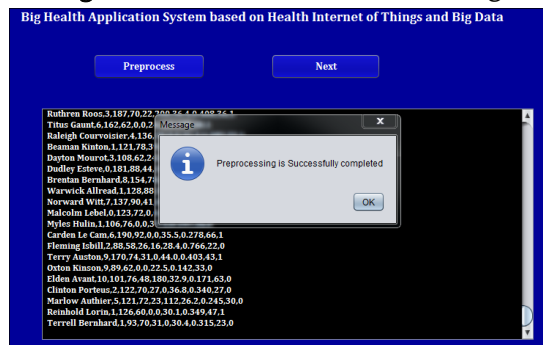 Big Health Application System based on Health Internet of Things and Big Data
Preprocess Next
Ruthren Roos,3,187,70,22,
Titus Gaunt,6,162,62,0,0,2
Raleigh Courvoisier,4,136,
Beaman Kinton,1,121,78,3
Dayton Mourot,3,108,62,2
Dudley Esteve,0,181,88,44,
Brentan Bernhard,8,154,7
Warwick Allread,1,128,88
Norward Witt,7,137,90,41
Malcolm Lebel,0,123,72,0,
Myles Hulin,1,106,76,0,0,3
Message
x
Preprocessing is Successfully completed
OK
Carden Le Cam,6,190,92,0,0,35.5,0.278,66,1
Fleming Isbill,2,88,58,26,16,28.4,0.766,22,0
Terry Auston,9,170,74,31,0,44.0,0.403,43,1
Oxton Kinson,9,89,62,0,0,22.5,0.142,33,0
Elden Avant,10,101,76,48,180,32.9,0.171,63,0
Clinton Porteus,2,122,70,27,0,36.8,0.340,27,0
Marlow Authier,5,121,72,23,112,26.2,0.245,30,0
Reinhold Lorin,1,126,60,0,0,30.1,0.349,47,1
Terrell Bernhard,1,93,70,31,0,30.4,0.315,23,0